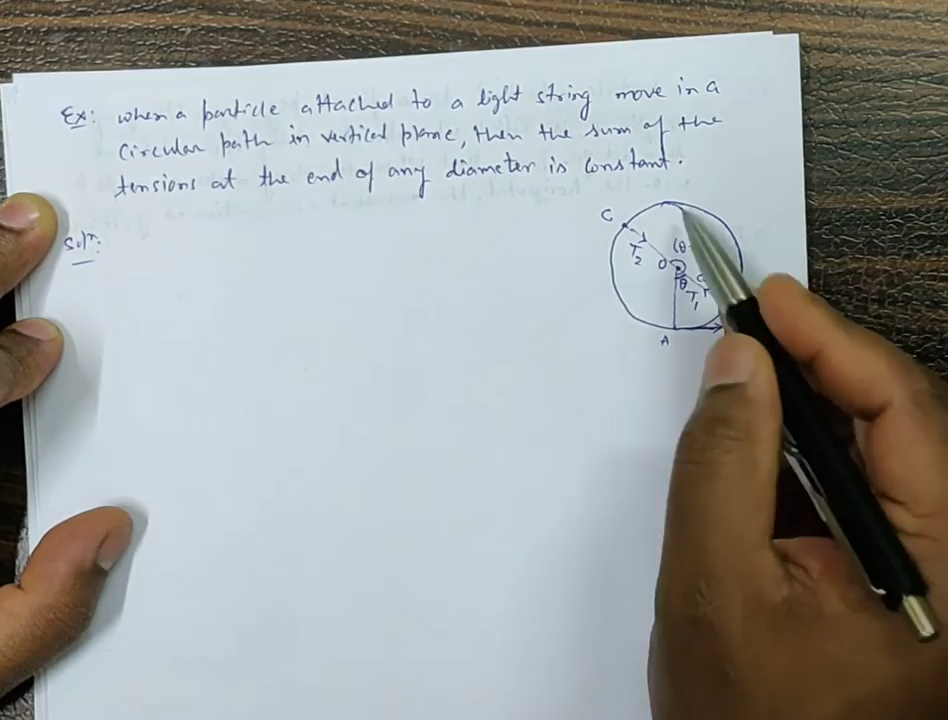 Ex: when a particle attached to a light string move in a
circular path in vertical plane, then the sum of the
tensions at the end of any diameter is constant.
Solⁿ:
C
T₂
(θ
O
θ
T₁
A